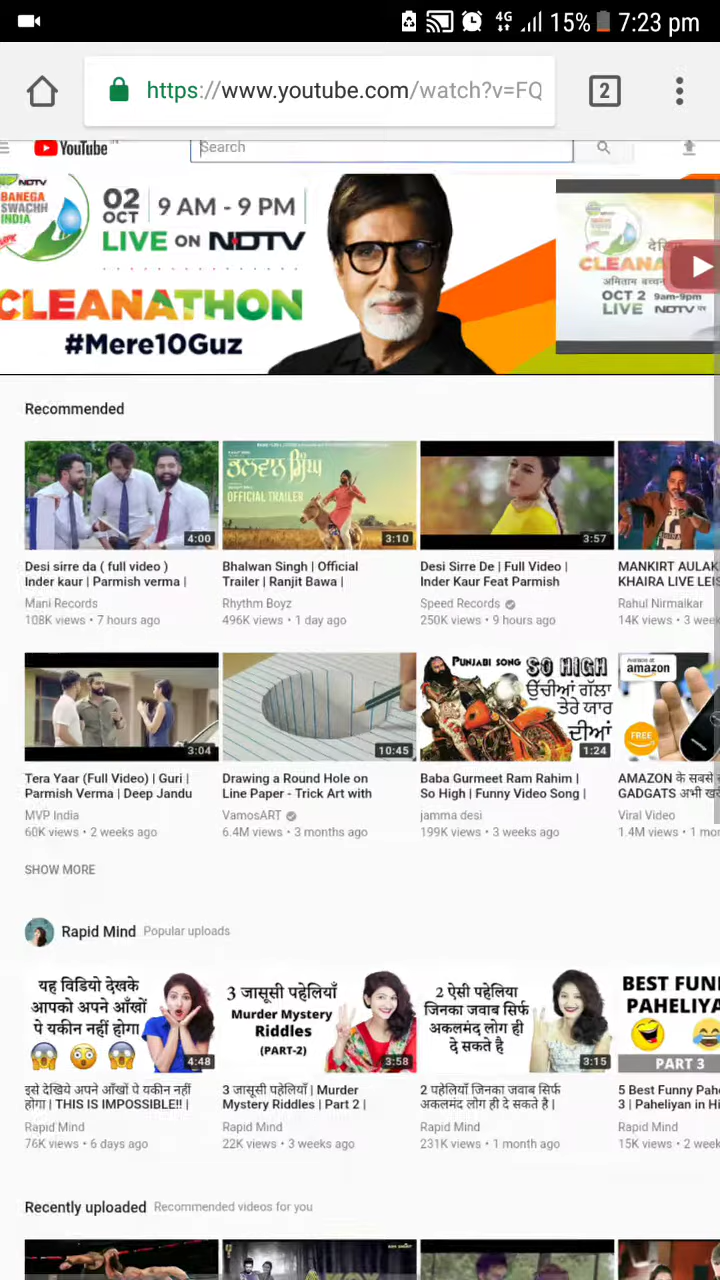 4G 15% 7:23 pm
https://www.youtube.com/watch?v=FQ
2
YouTube
Search
NDTV
BANEGA
SWACHH
INDIA
02
OCT
9 AM - 9 PM
LIVE ON NDTV
CLEANATHON
#Mere10Guz
CLEANA
अमिताभ बच्चन
OCT 2 9am-9pm
LIVE NDTV पर
Recommended
ਭਲਵਾਨ ਸਿੰਘ
OFFICIAL TRAILER
4:00
3:10
3:57
Desi sirre da ( full video )
Inder kaur | Parmish verma |
Mani Records
108K views • 7 hours ago
Bhalwan Singh | Official
Trailer | Ranjit Bawa |
Rhythm Boyz
496K views • 1 day ago
Desi Sirre De | Full Video |
Inder Kaur Feat Parmish
Speed Records
250K views • 9 hours ago
MANKIRT AULAK
KHAIRA LIVE LEIS
Rahul Nirmalkar
14K views • 3 week
3:04
10:45
PUNJABI SONG SO HIGH
ਉੱਚੀਆਂ ਗੱਲਾ
ਤੇਰੇ ਯਾਰ
ਦੀਆਂ
1:24
Available at
amazon
FREE
Tera Yaar (Full Video) | Guri |
Parmish Verma | Deep Jandu
MVP India
60K views • 2 weeks ago
Drawing a Round Hole on
Line Paper - Trick Art with
VamosART
6.4M views • 3 months ago
Baba Gurmeet Ram Rahim |
So High | Funny Video Song |
jamma desi
199K views • 3 weeks ago
AMAZON के सबसे
GADGATS अभी
Viral Video
1.4M views • 1 mo
SHOW MORE
Rapid Mind Popular uploads
यह विडियो देखके
आपको अपने आँखों
पे यकीन नहीं होगा
4:48
3 जासूसी पहेलियाँ
Murder Mystery
Riddles
(PART-2)
3:58
2 ऐसी पहेलिया
जिनका जवाब सिर्फ
अकलमंद लोग ही
दे सकते है
3:15
BEST FUN
PAHELIYA
PART 3
इसे देखिये अपने आँखों पे यकीन नहीं
होगा | THIS IS IMPOSSIBLE!! |
Rapid Mind
76K views • 6 days ago
3 जासूसी पहेलियाँ | Murder
Mystery Riddles | Part 2 |
Rapid Mind
22K views • 3 weeks ago
2 पहेलियाँ जिनका जवाब सिर्फ
अकलमंद लोग ही दे सकते है |
Rapid Mind
231K views • 1 month ago
5 Best Funny Pah
3 | Paheliyan in Hi
Rapid Mind
15K views • 2 week
Recently uploaded Recommended videos for you